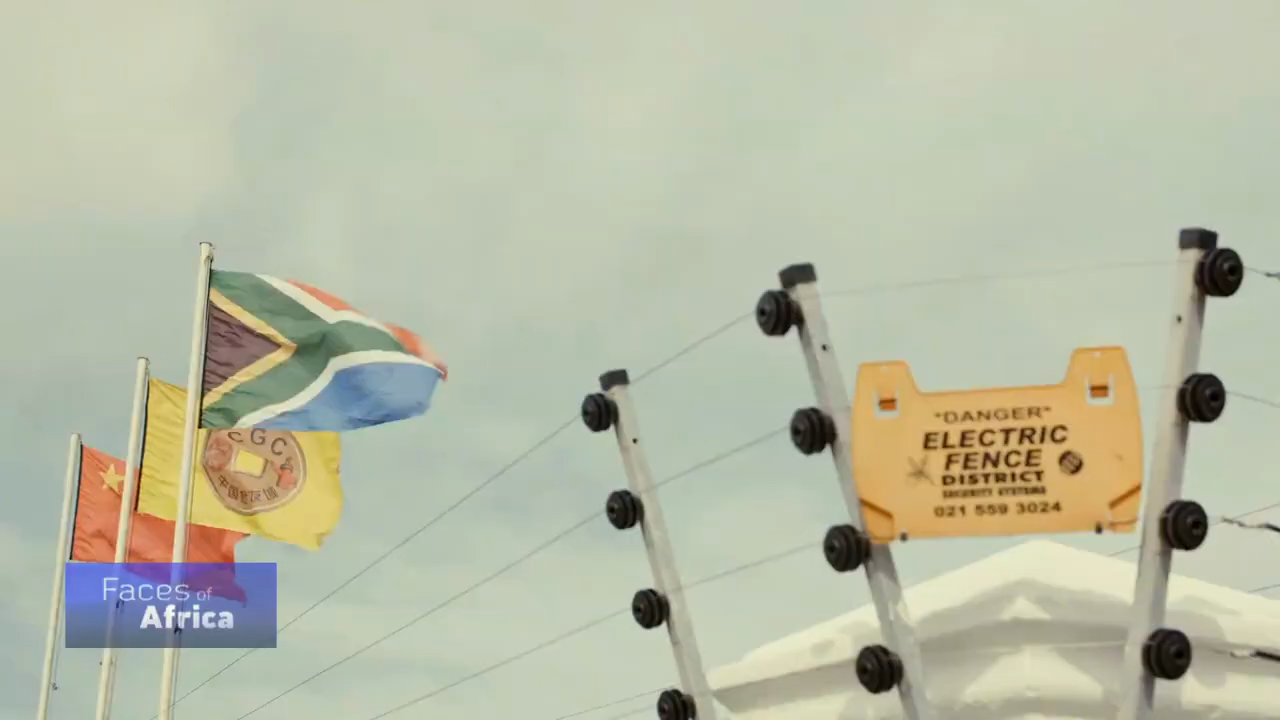 CGC
"DANGER"
ELECTRIC
FENCE
DISTRICT
SECURITY SYSTEMS
021 559 3024
Faces of
Africa